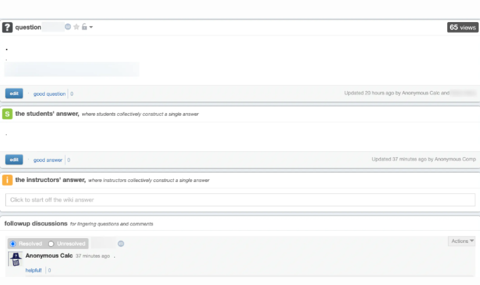 ? question
65 views
.
.
edit good question 0
Updated 23 hours ago by Anonymous Calc and
S the students' answer, where students collectively construct a single answer
.
edit good answer 0
Updated 37 minutes ago by Anonymous Comp
i the instructors' answer, where instructors collectively construct a single answer
Click to start off the wiki answer
followup discussions for lingering questions and comments
Resolved Unresolved
Actions
Anonymous Calc 37 minutes ago .
helpful! 0